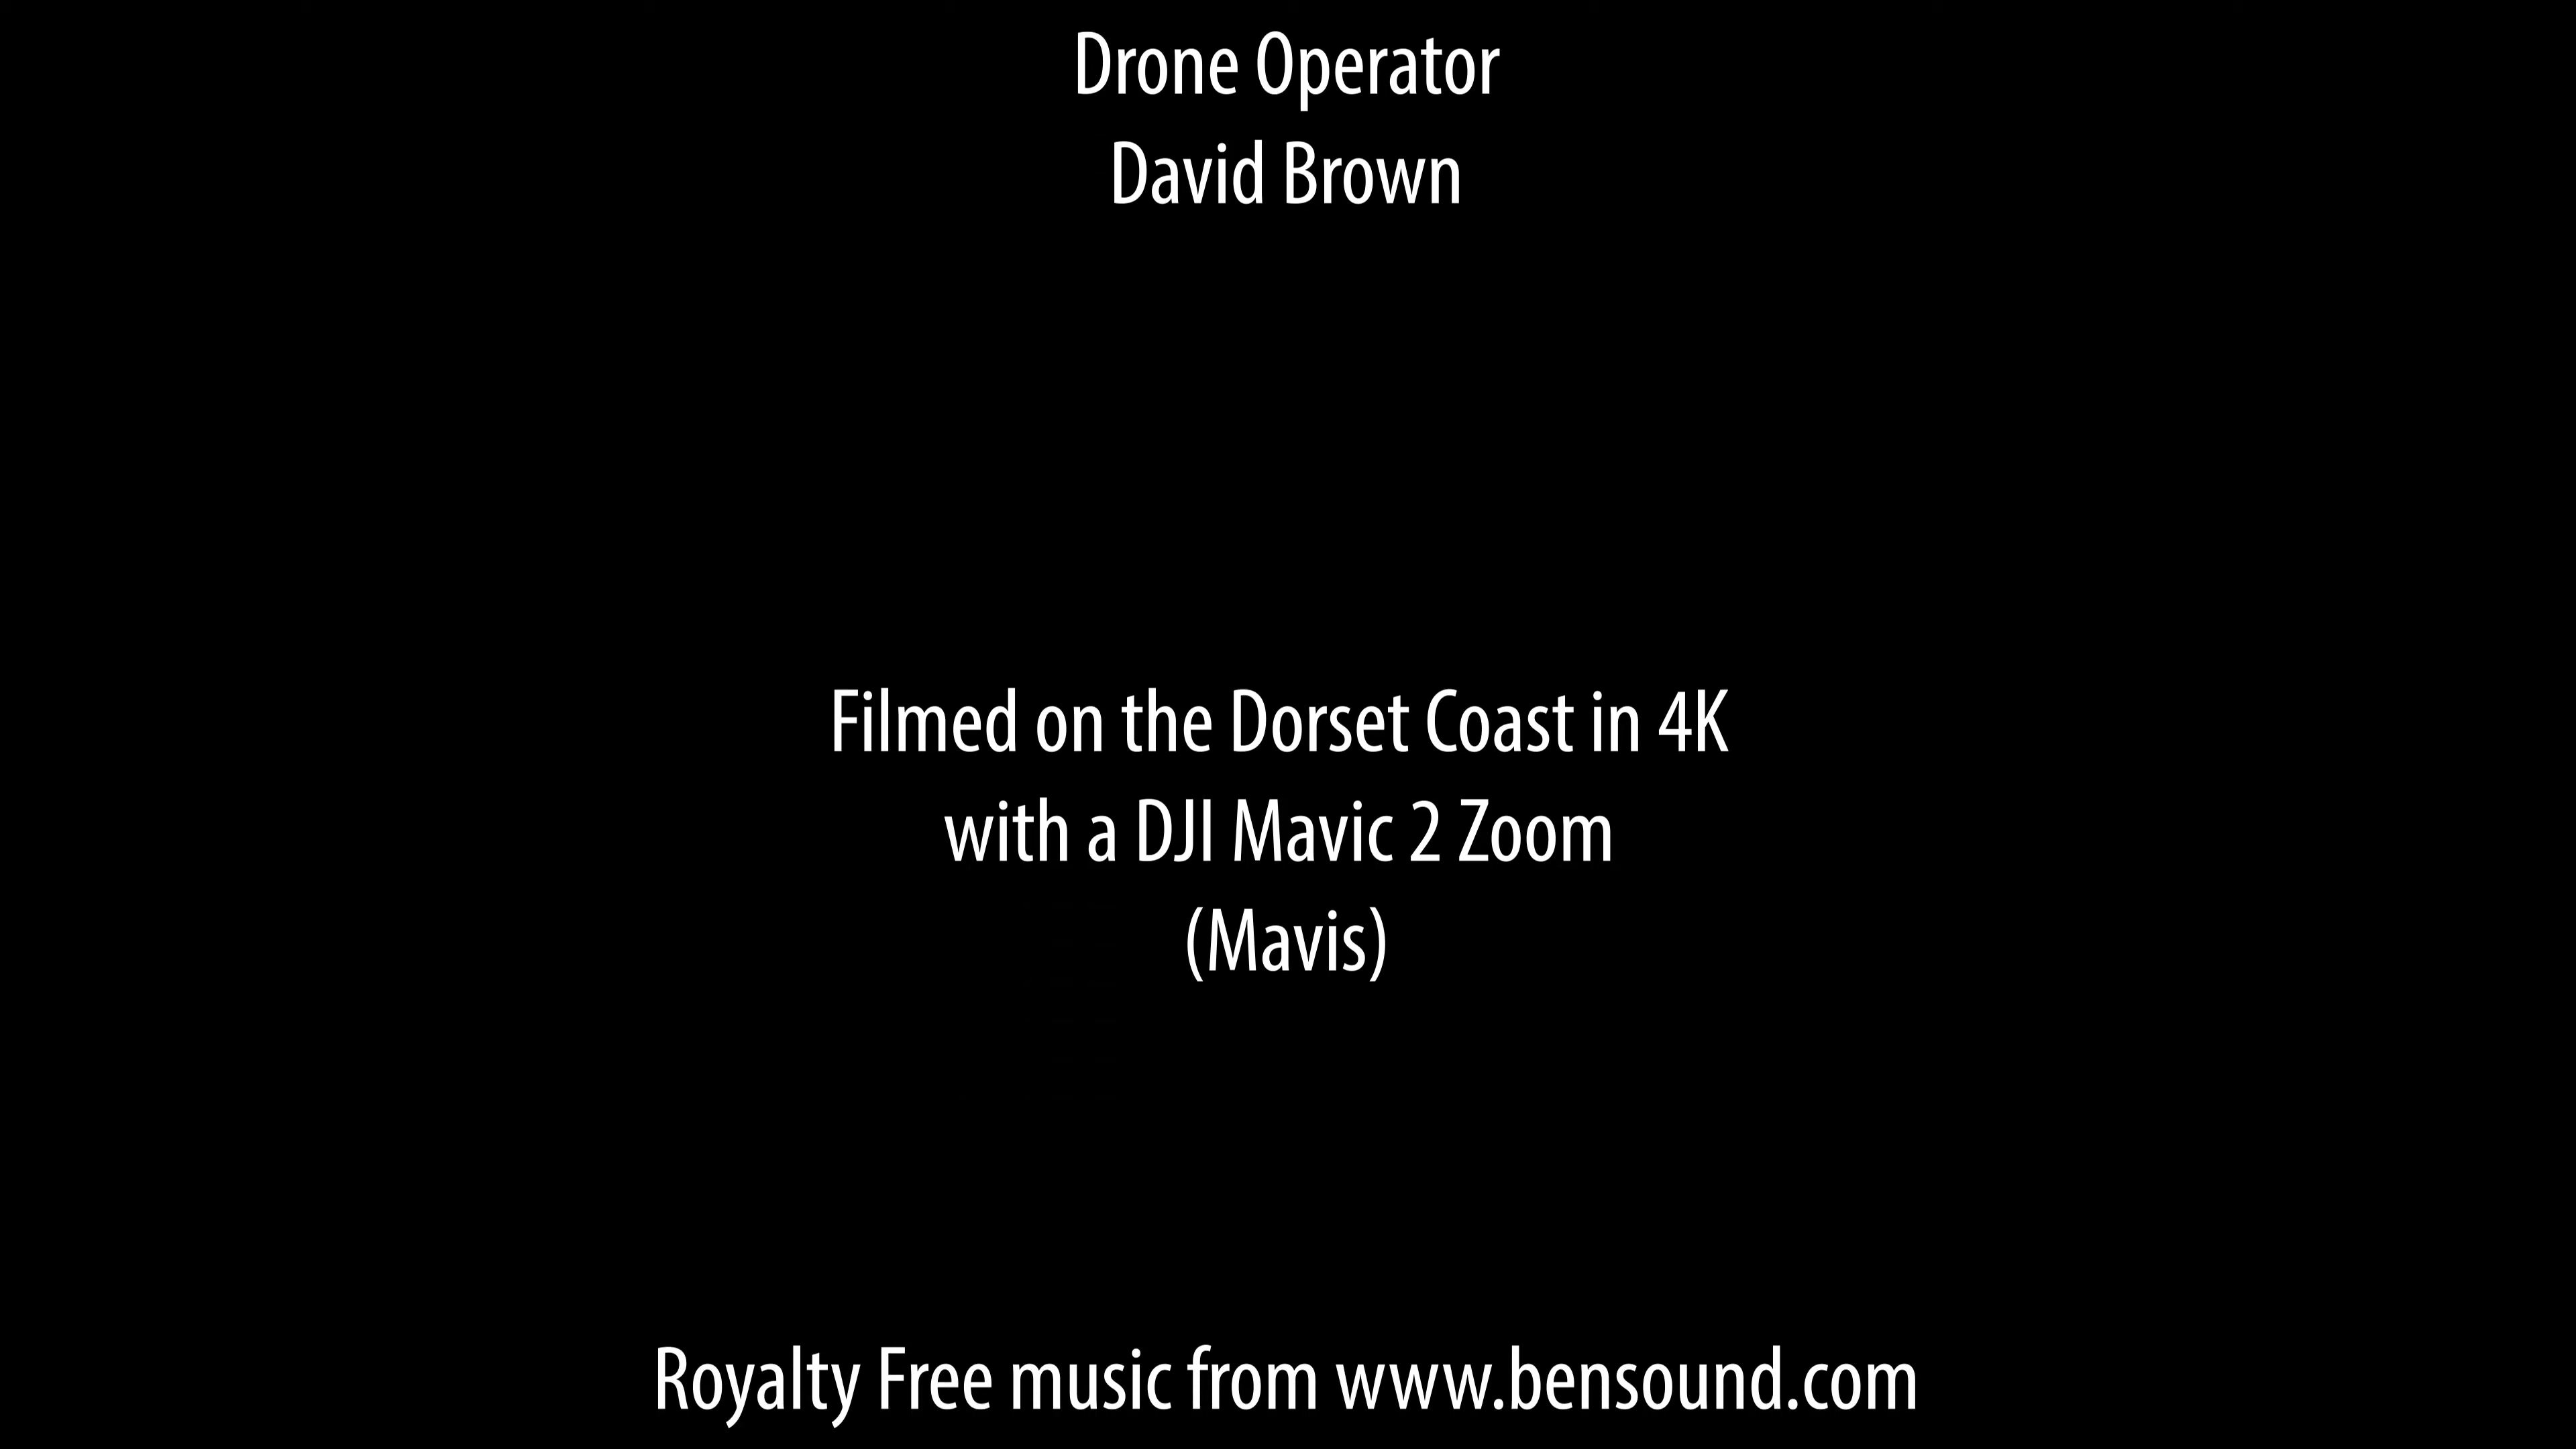 Drone Operator
David Brown
Filmed on the Dorset Coast in 4K
with a DJI Mavic 2 Zoom
(Mavis)
Royalty Free music from www.bensound.com